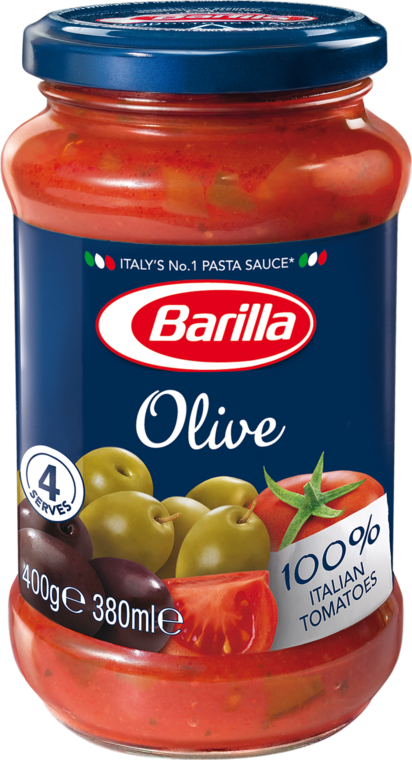 ITALY'S No.1 PASTA SAUCE*
Barilla
Olive
4
SERVES
400g℮ 380ml℮
100%
ITALIAN
TOMATOES